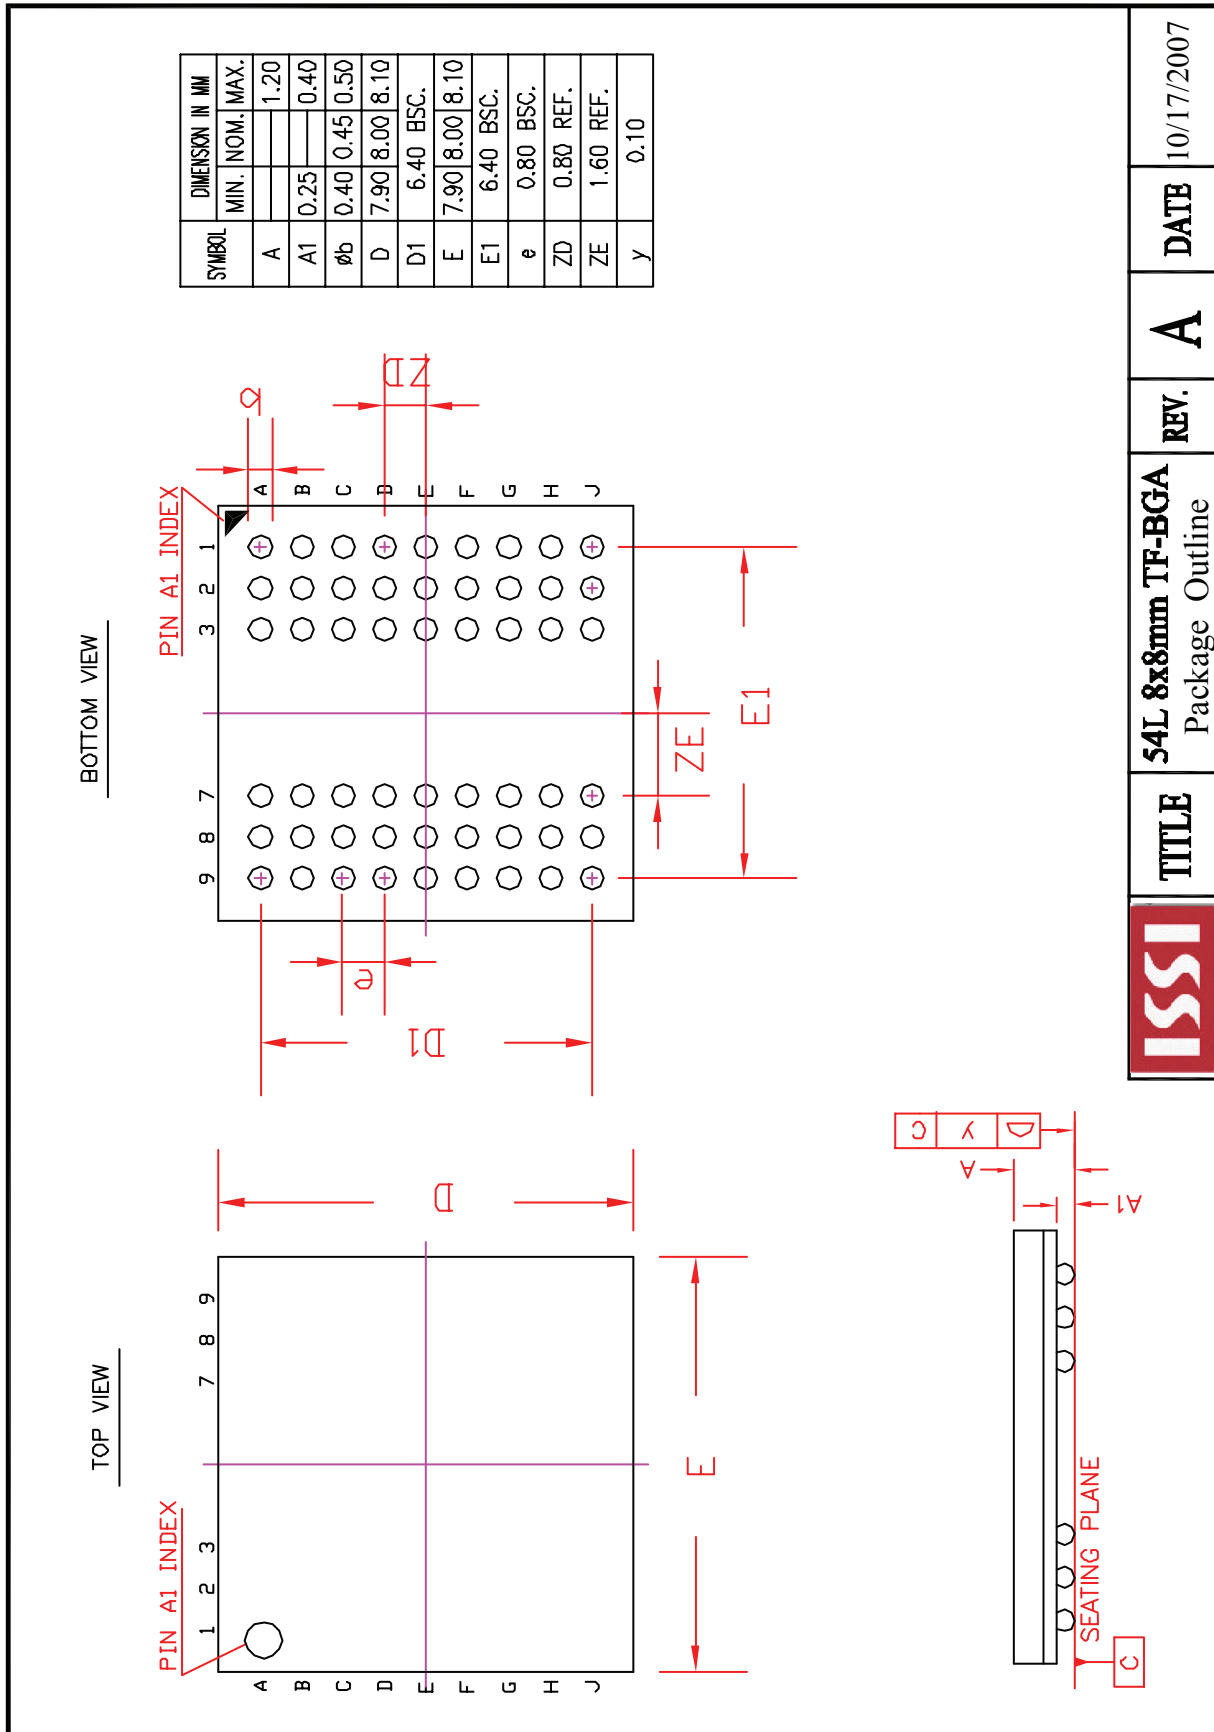 TOP VIEW
PIN A1 INDEX
1 2 3 7 8 9
A
B
C
D
E
F
G
H
J
D
E
BOTTOM VIEW
PIN A1 INDEX
9 8 7 3 2 1
A
B
C
D
E
F
G
H
J
b
e
D1
ZD
ZE
E1
SYMBOL DIMENSION IN MM
MIN. NOM. MAX.
A 1.20
A1 0.25 0.40
øb 0.40 0.45 0.50
D 7.90 8.00 8.10
D1 6.40 BSC.
E 7.90 8.00 8.10
E1 6.40 BSC.
e 0.80 BSC.
ZD 0.80 REF.
ZE 1.60 REF.
y 0.10
C
SEATING PLANE
A
A1
y C
ISSI
TITLE
54L 8x8mm TF-BGA
Package Outline
REV. A
DATE 10/17/2007